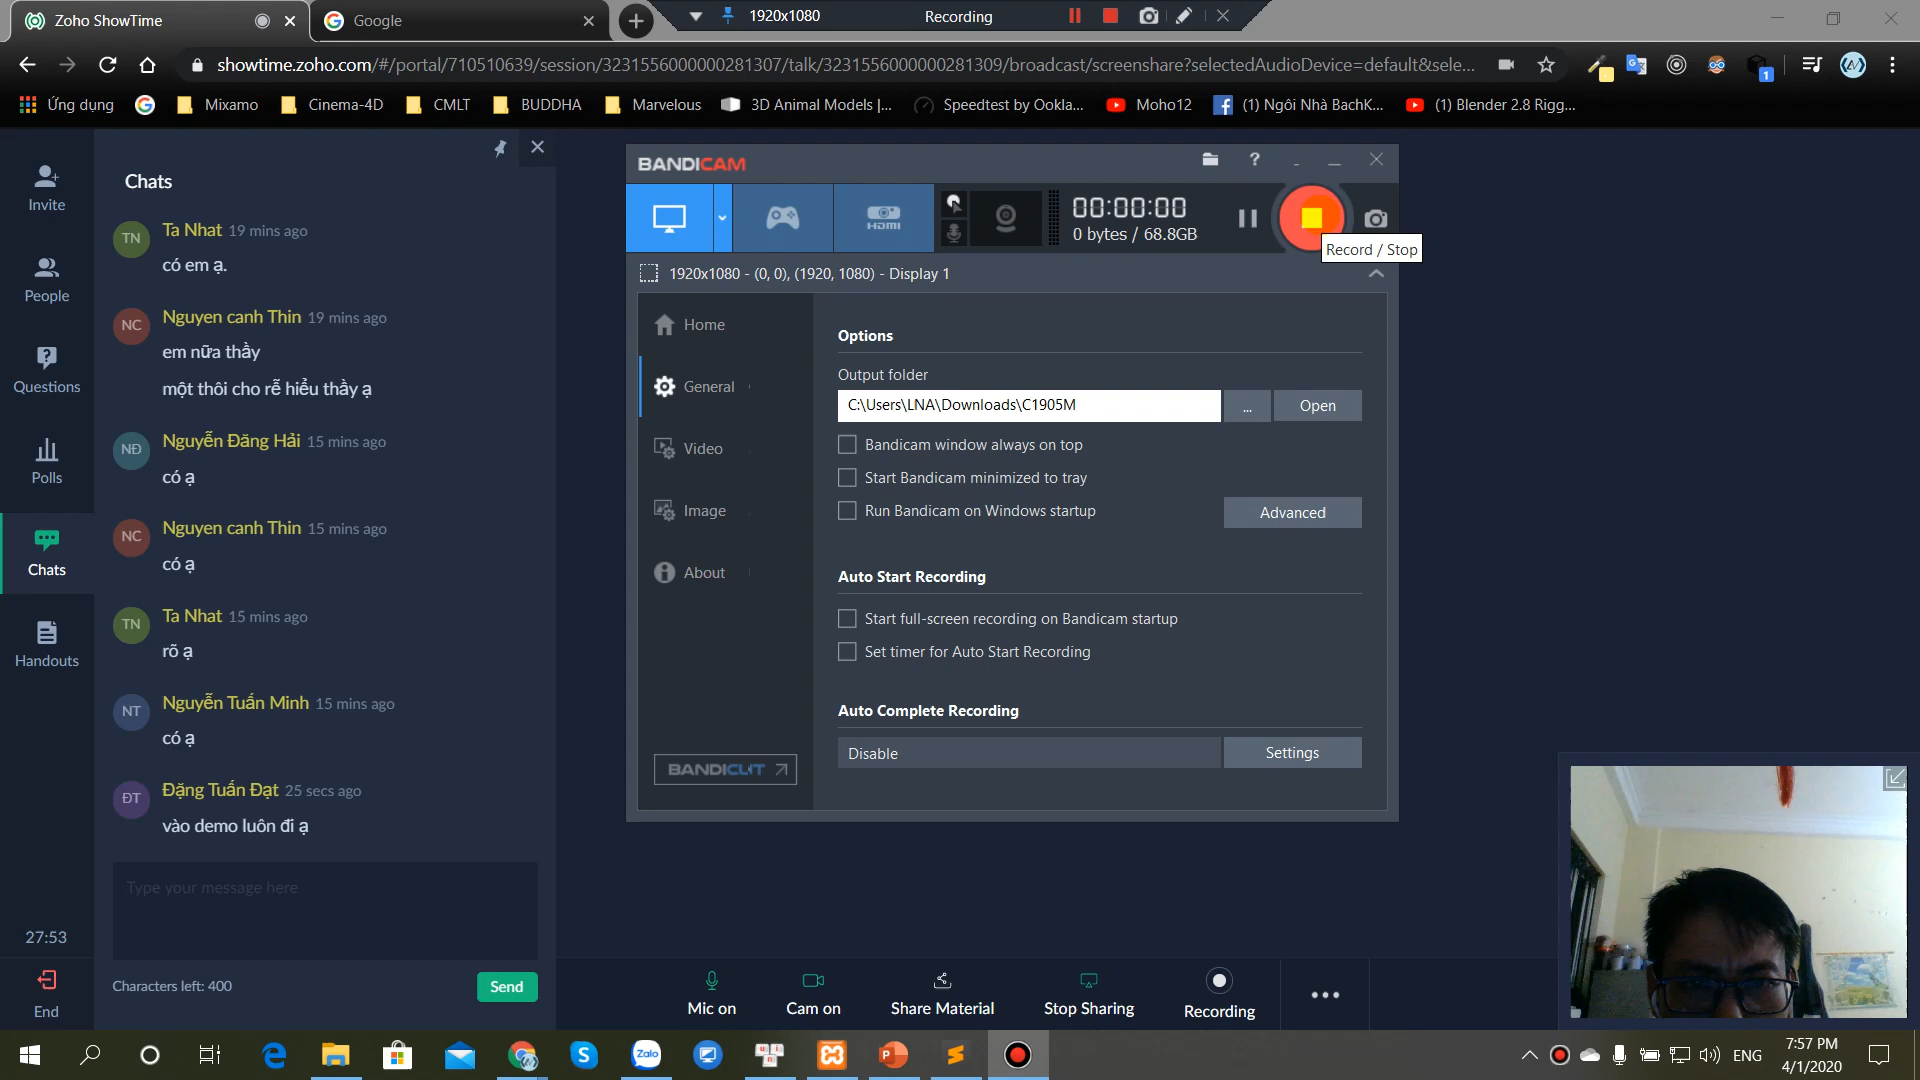 Zoho ShowTime
Google
1920x1080
Recording
showtime.zoho.com/#/portal/710510639/session/3231556000000281307/talk/3231556000000281309/broadcast/screenshare?selectedAudioDevice=default&sele...
1
Ứng dụng
Mixamo
Cinema-4D
CMLT
BUDDHA
Marvelous
3D Animal Models |...
Speedtest by Ookla...
Moho12
(1) Ngôi Nhà BachK...
(1) Blender 2.8 Rigg...
Invite
People
Questions
Polls
Chats
Handouts
27:53
End
Chats
TN
Ta Nhat 19 mins ago
có em ạ.
NC
Nguyen canh Thin 19 mins ago
em nữa thầy
một thôi cho rễ hiểu thầy ạ
NĐ
Nguyễn Đăng Hải 15 mins ago
có ạ
NC
Nguyen canh Thin 15 mins ago
có ạ
TN
Ta Nhat 15 mins ago
rõ ạ
NT
Nguyễn Tuấn Minh 15 mins ago
có ạ
ĐT
Đặng Tuấn Đạt 25 secs ago
vào demo luôn đi ạ
Type your message here
Characters left: 400
Send
BANDICAM
?
HDMI
00:00:00
0 bytes / 68.8GB
Record / Stop
1920x1080 - (0, 0), (1920, 1080) - Display 1
Home
General
Video
Image
About
BANDICUT
Options
Output folder
C:\Users\LNA\Downloads\C1905M
...
Open
Bandicam window always on top
Start Bandicam minimized to tray
Run Bandicam on Windows startup
Advanced
Auto Start Recording
Start full-screen recording on Bandicam startup
Set timer for Auto Start Recording
Auto Complete Recording
Disable
Settings
Mic on
Cam on
Share Material
Stop Sharing
Recording
Zalo
ENG
7:57 PM
4/1/2020